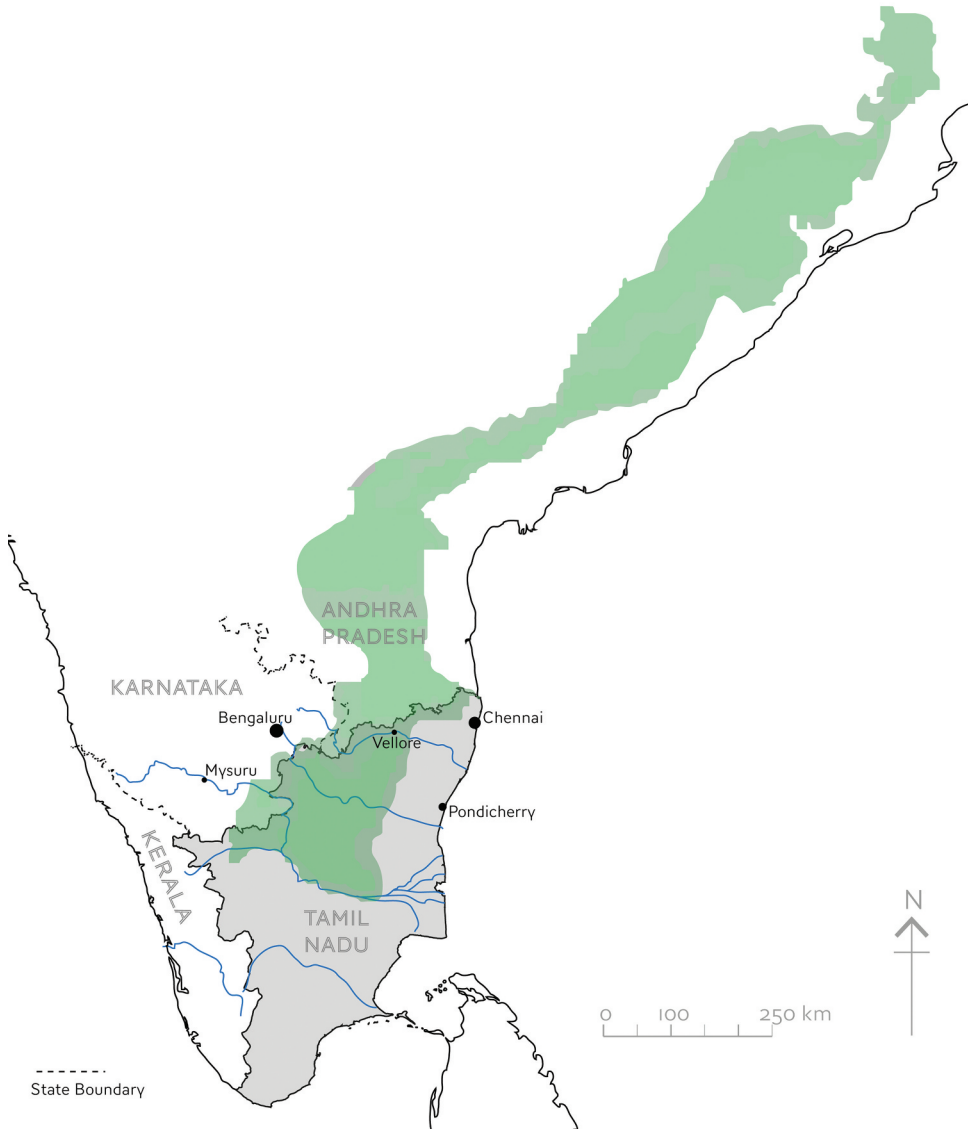 ANDHRA
PRADESH
KARNATAKA
Bengaluru
Chennai
Vellore
Mysuru
Pondicherry
KERALA
TAMIL
NADU
N
0 100 250 km
State Boundary